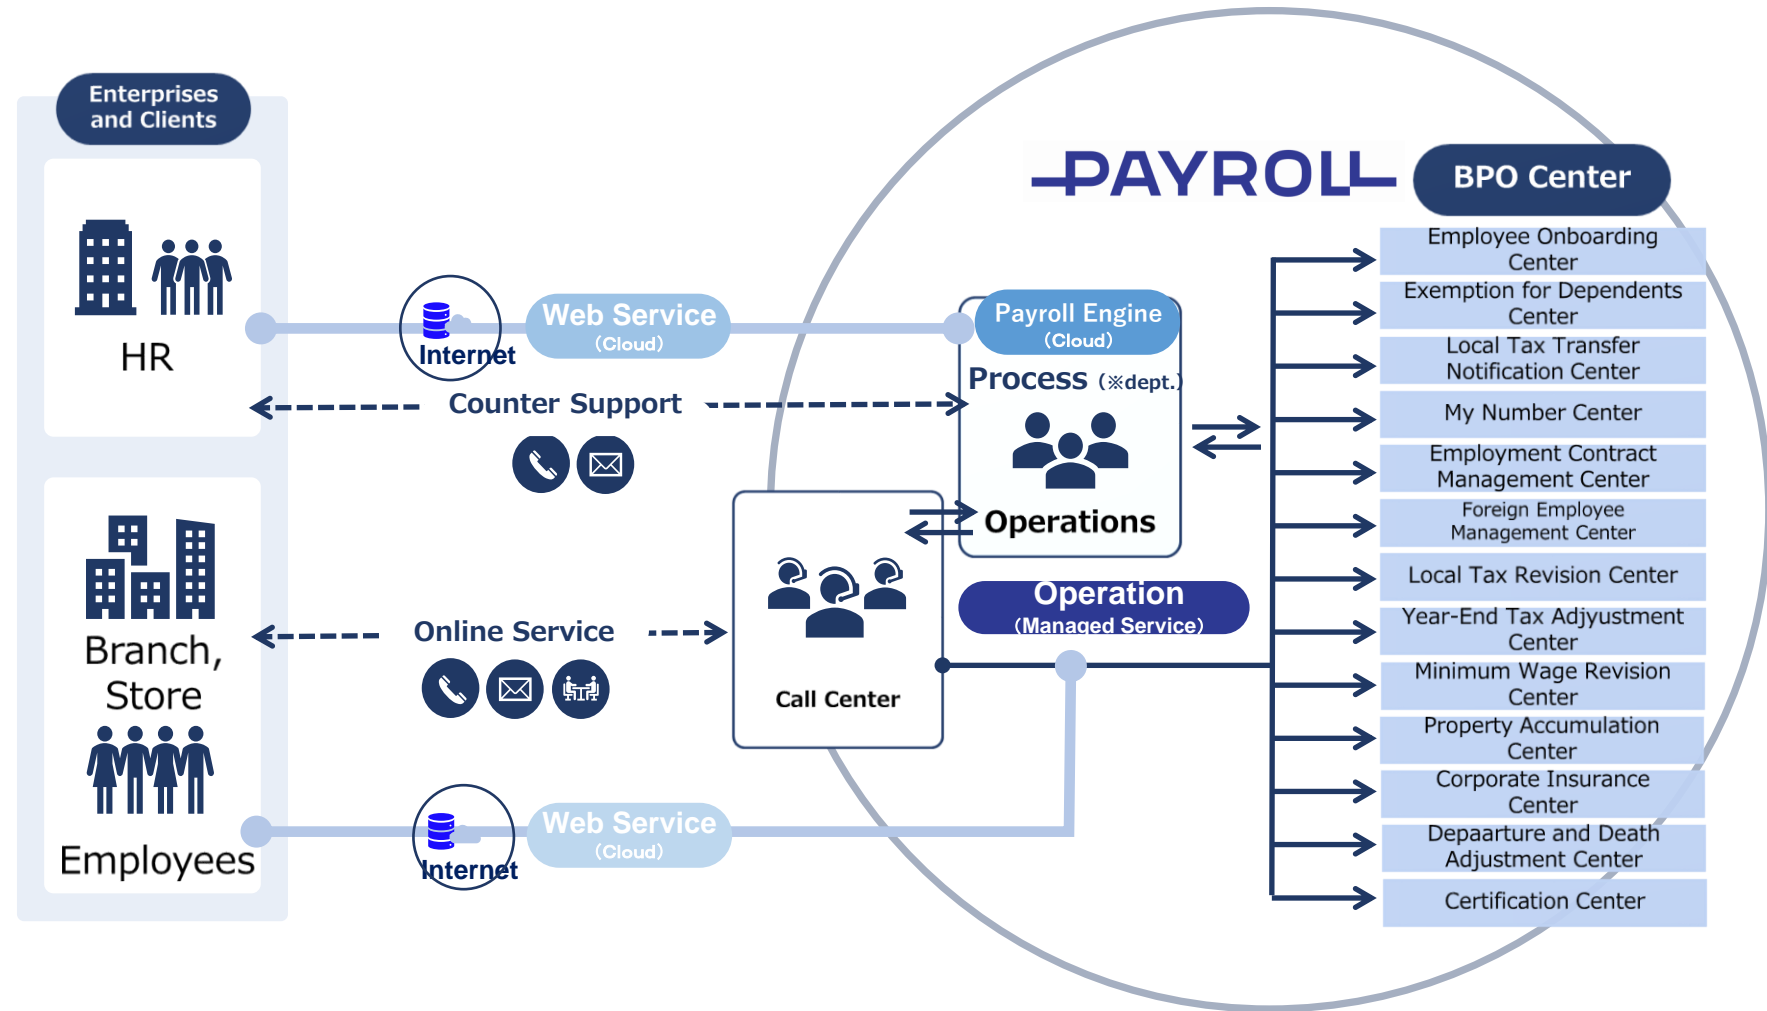 Enterprises
and Clients
HR
Branch,
Store
Employees
Internet
Web Service
(Cloud)
Counter Support
Online Service
Internet
Web Service
(Cloud)
Payroll Engine
(Cloud)
Process (※dept.)
Operations
Call Center
Operation
(Managed Service)
PAYROLL
BPO Center
Employee Onboarding
Center
Exemption for Dependents
Center
Local Tax Transfer
Notification Center
My Number Center
Employment Contract
Management Center
Foreign Employee
Management Center
Local Tax Revision Center
Year-End Tax Adjyustment
Center
Minimum Wage Revision
Center
Property Accumulation
Center
Corporate Insurance
Center
Depaarture and Death
Adjustment Center
Certification Center